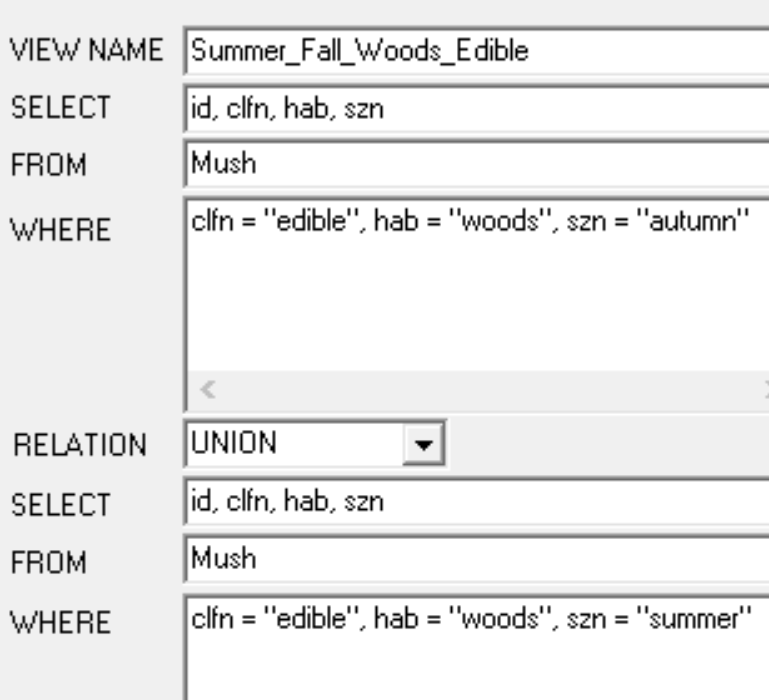 VIEW NAME Summer_Fall_Woods_Edible
SELECT id, clfn, hab, szn
FROM Mush
WHERE clfn = "edible", hab = "woods", szn = "autumn"
RELATION UNION
SELECT id, clfn, hab, szn
FROM Mush
WHERE clfn = "edible", hab = "woods", szn = "summer"